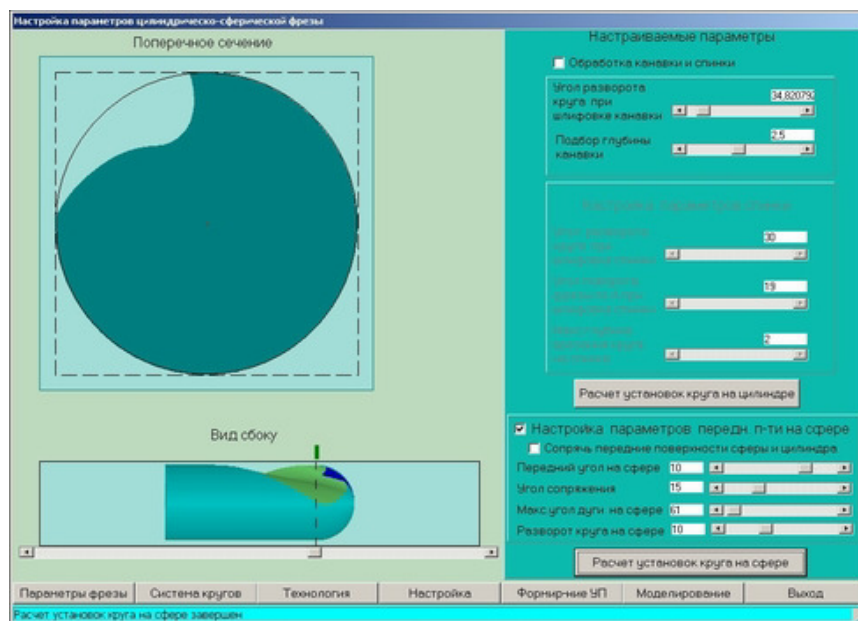 Настройка параметров цилиндрическо-сферической фрезы
Поперечное сечение
Настраиваемые параметры
Обработка канавки и спинки
Угол разворота
круга при
шлифовке канавки
34,820792
Подбор глубины
канавки
2,5
Настройка параметров спинки
30
19
2
Расчет установок круга на цилиндре
Вид сбоку
Настройка параметров передн. п-ти на сфере
Сопрячь передние поверхности сферы и цилиндра
Передний угол на сфере 10
Угол сопряжения 15
Макс угол дуги на сфере 61
Разворот круга на сфере 10
Расчет установок круга на сфере
Параметры фрезы Система кругов Технология Настройка Формир-ние УП Моделирование Выход
Расчет установок круга на сфере завершен